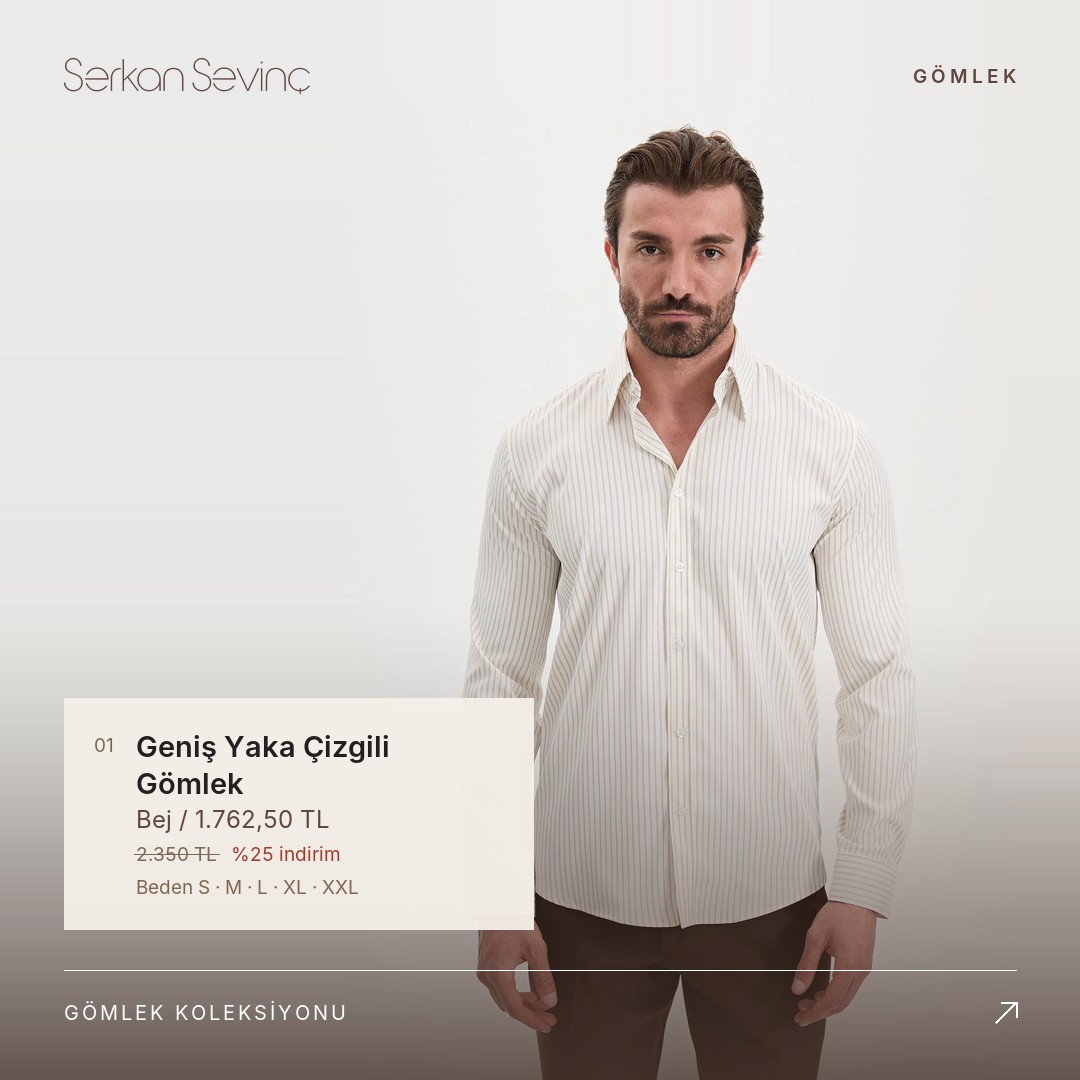 Serkan Sevinç
GÖMLEK
01
Geniş Yaka Çizgili
Gömlek
Bej / 1.762,50 TL
2.350 TL %25 indirim
Beden S · M · L · XL · XXL
GÖMLEK KOLEKSİYONU